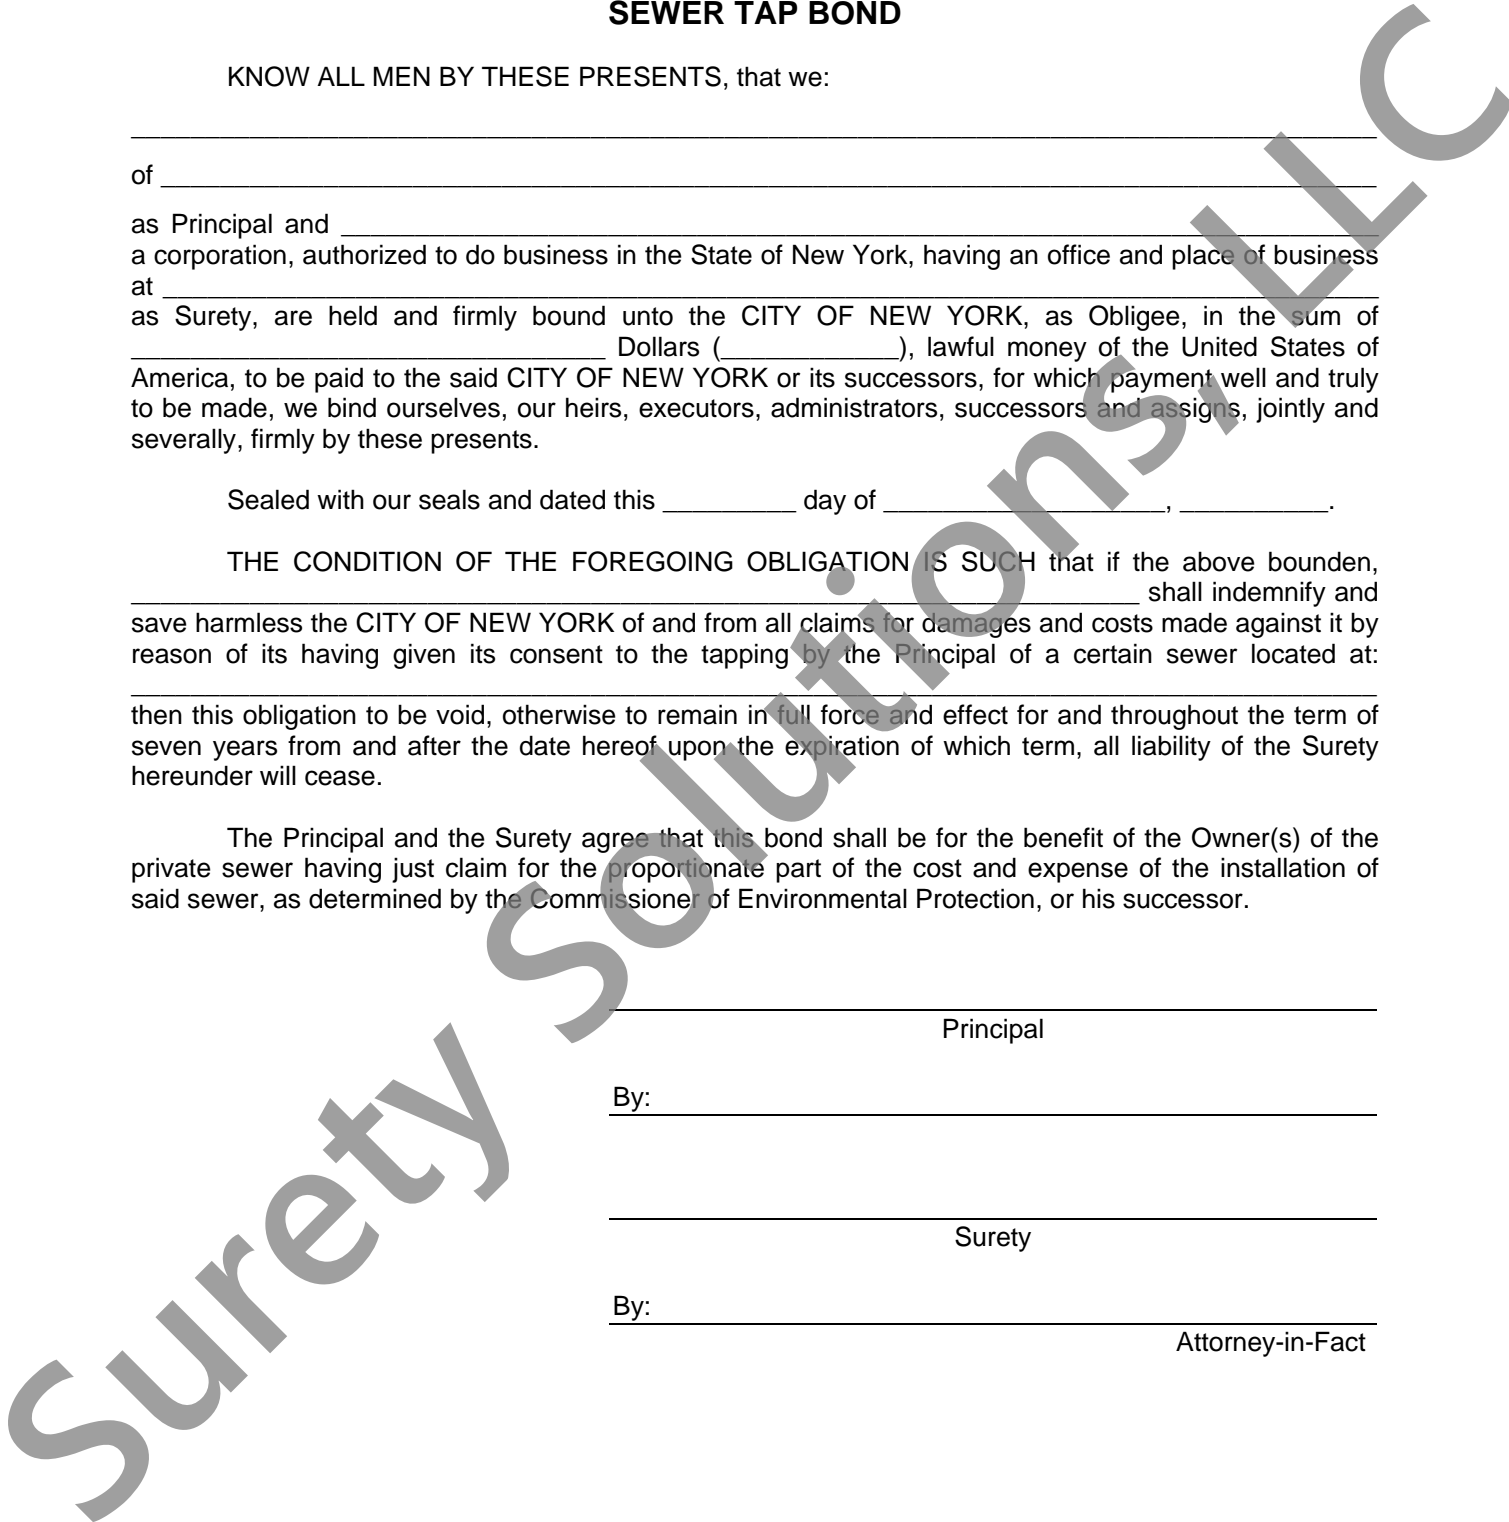 SEWER TAP BOND
KNOW ALL MEN BY THESE PRESENTS, that we:
____________________________________________________________________________________
of __________________________________________________________________________________
as Principal and ______________________________________________________________________
a corporation, authorized to do business in the State of New York, having an office and place of business
at __________________________________________________________________________________
as Surety, are held and firmly bound unto the CITY OF NEW YORK, as Obligee, in the sum of
________________________________ Dollars (____________), lawful money of the United States of
America, to be paid to the said CITY OF NEW YORK or its successors, for which payment well and truly
to be made, we bind ourselves, our heirs, executors, administrators, successors and assigns, jointly and
severally, firmly by these presents.
Sealed with our seals and dated this _________ day of ___________________, __________.
THE CONDITION OF THE FOREGOING OBLIGATION IS SUCH that if the above bounden,
____________________________________________________________________ shall indemnify and
save harmless the CITY OF NEW YORK of and from all claims for damages and costs made against it by
reason of its having given its consent to the tapping by the Principal of a certain sewer located at:
____________________________________________________________________________________
then this obligation to be void, otherwise to remain in full force and effect for and throughout the term of
seven years from and after the date hereof upon the expiration of which term, all liability of the Surety
hereunder will cease.
The Principal and the Surety agree that this bond shall be for the benefit of the Owner(s) of the
private sewer having just claim for the proportionate part of the cost and expense of the installation of
said sewer, as determined by the Commissioner of Environmental Protection, or his successor.
Principal
By:
Surety
By:
Attorney-in-Fact
Surety Solutions, LLC